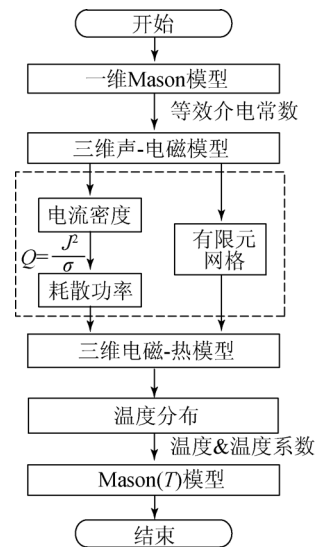 开始
一维Mason模型
等效介电常数
三维声-电磁模型
电流密度
Q=J²/σ
耗散功率
有限元
网格
三维电磁-热模型
温度分布
温度&温度系数
Mason(T)模型
结束